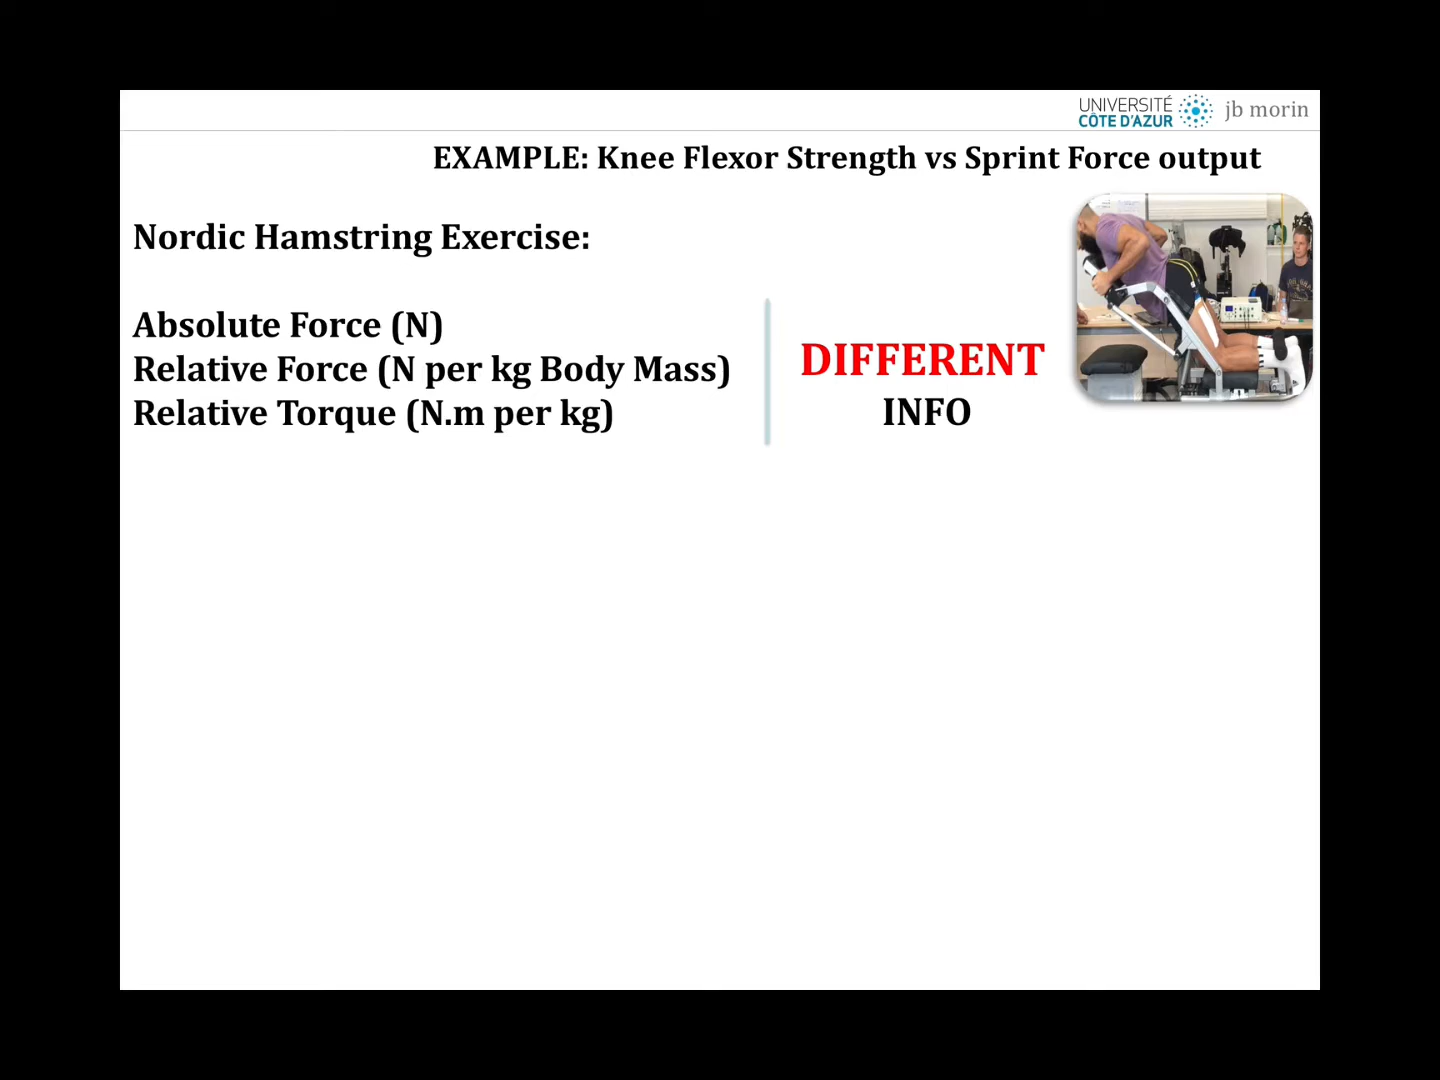 UNIVERSITÉ
CÔTE D'AZUR
jb morin
EXAMPLE: Knee Flexor Strength vs Sprint Force output
Nordic Hamstring Exercise:
Absolute Force (N)
Relative Force (N per kg Body Mass)
Relative Torque (N.m per kg)
DIFFERENT
INFO